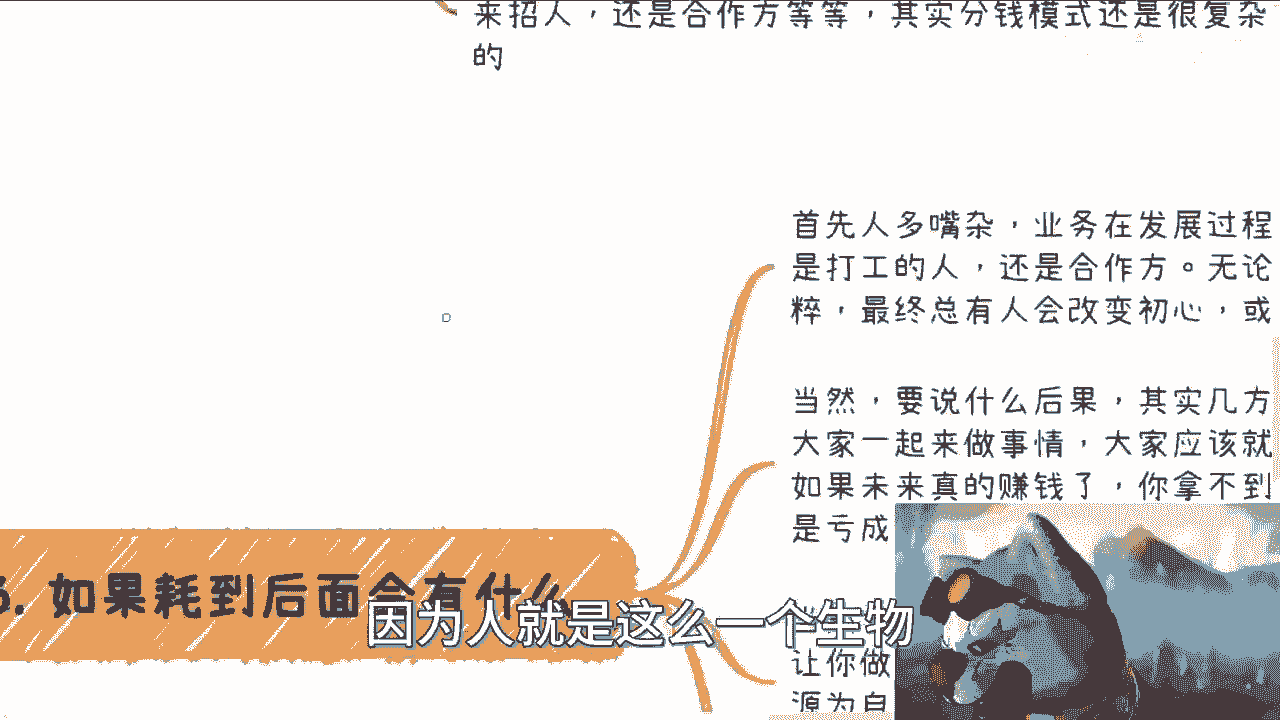 来招人，还是合作方等等，其实分钱模式还是很复杂
的
首先人多嘴杂，业务在发展过程
是打工的人，还是合作方。无论
粹，最终总有人会改变初心，或
当然，要说什么后果，其实几方
大家一起来做事情，大家应该就
如果未来真的赚钱了，你拿不到
是亏成
如果耗到后面会有什么
因为人就是这么一个生物
让你做
源为自